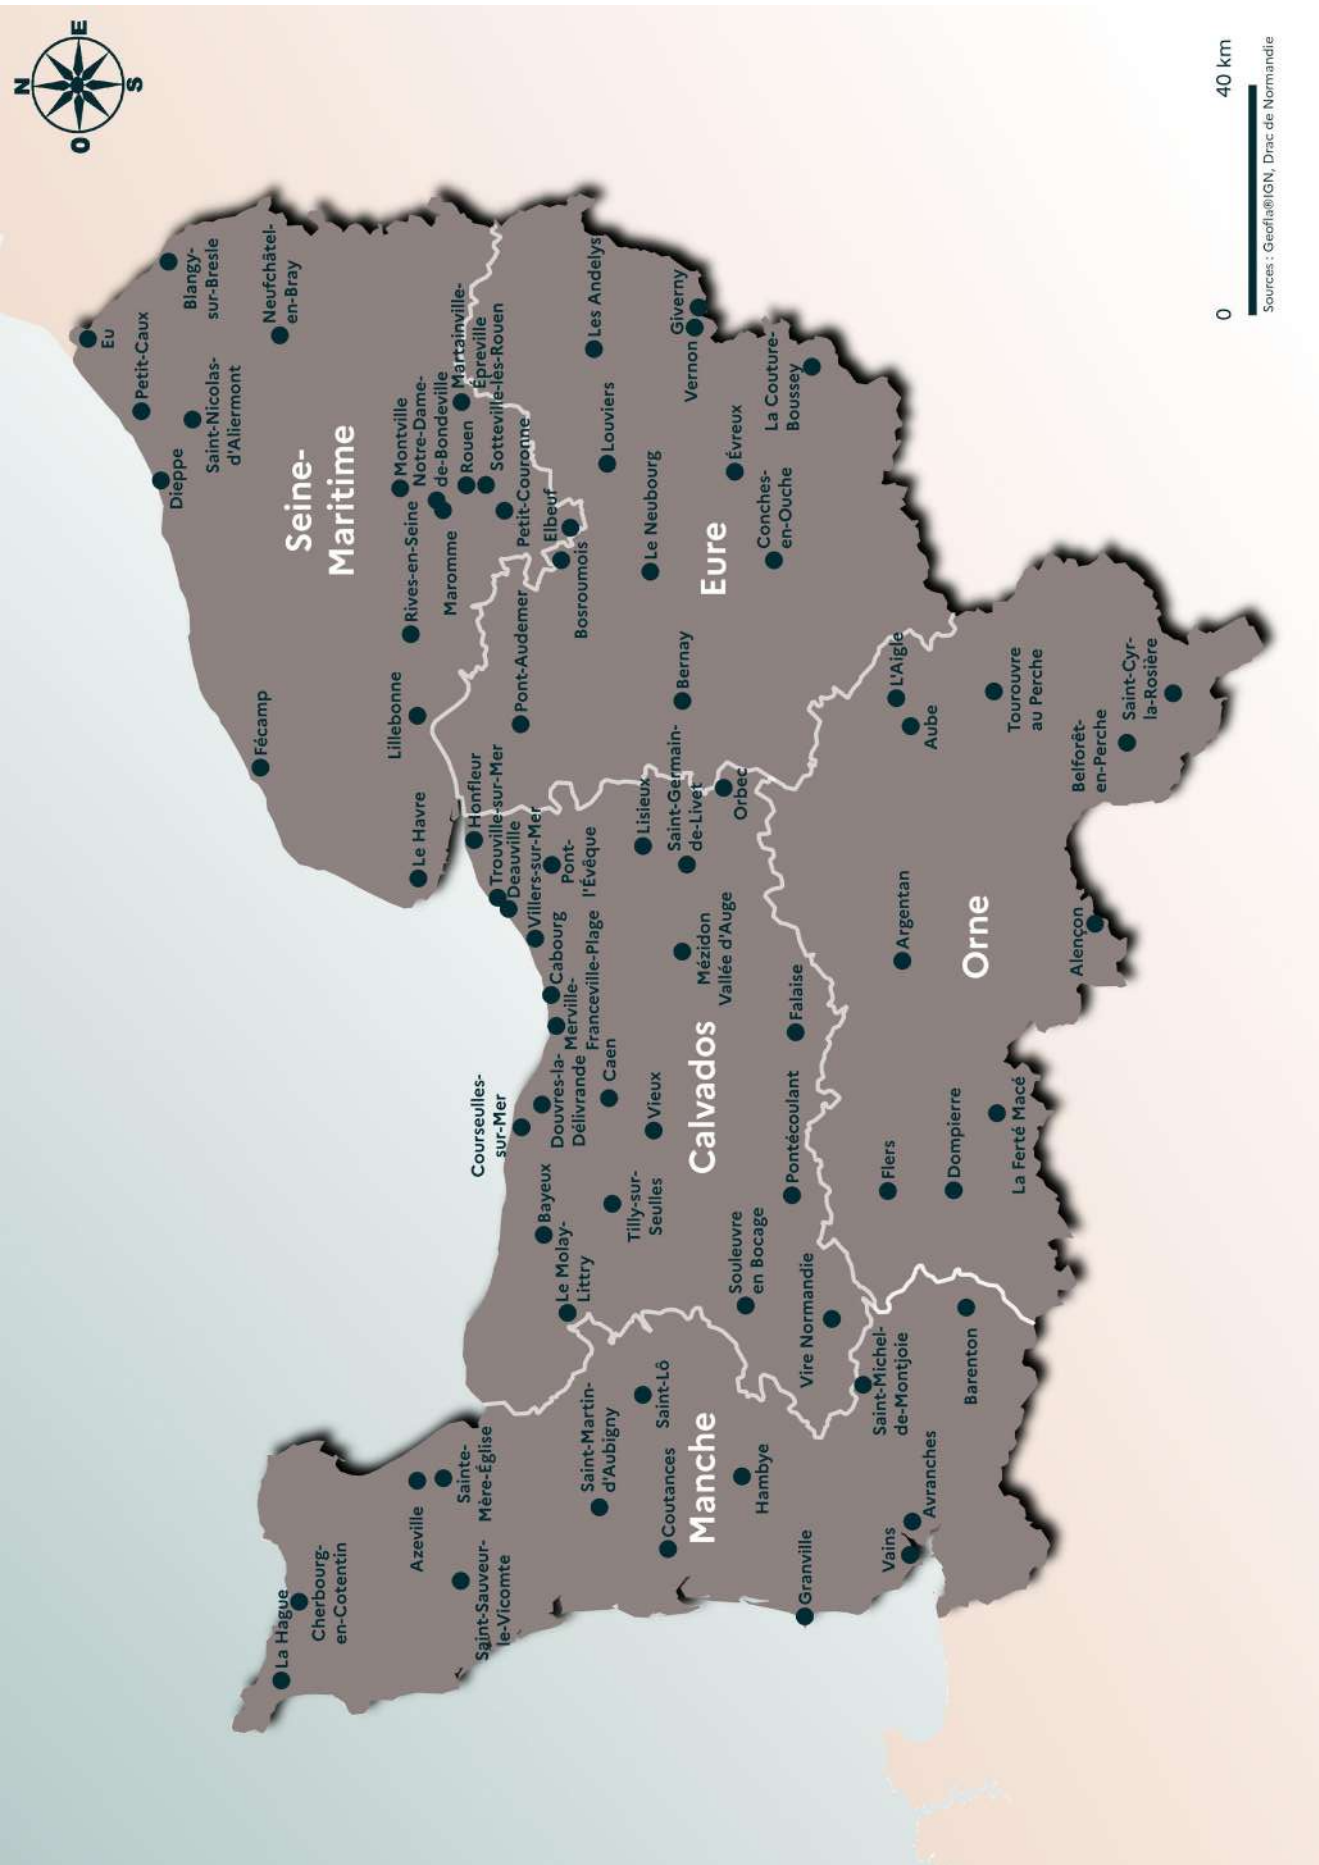 N
E
O
S
La Hague
Cherbourg-
en-Cotentin
Azeville
Sainte-
Mère-Église
Saint-Sauveur-
le-Vicomte
Saint-Martin-
d'Aubigny
Saint-Lô
Coutances
Manche
Hambye
Granville
Vains
Avranches
Saint-Michel-
de-Montjoie
Barenton
Courseulles-
sur-Mer
Bayeux
Le Molay-
Littry
Tilly-sur-
Seulles
Douvres-la-
Délivrande
Merville-
Franceville-Plage
Caen
Vieux
Cabourg
Villers-sur-Mer
Deauville
Trouville-sur-Mer
Honfleur
Pont-
l'Évêque
Lisieux
Saint-Germain-
de-Livet
Orbec
Mézidon
Vallée d'Auge
Calvados
Falaise
Pontécoulant
Souleuvre
en Bocage
Vire Normandie
Flers
Dompierre
La Ferté Macé
Argentan
Orne
Alençon
L'Aigle
Aube
Tourouvre
au Perche
Belforêt-
en-Perche
Saint-Cyr-
la-Rosière
Eu
Petit-Caux
Blangy-
sur-Bresle
Dieppe
Saint-Nicolas-
d'Aliermont
Neufchâtel-
en-Bray
Seine-
Maritime
Fécamp
Le Havre
Lillebonne
Rives-en-Seine
Montville
Notre-Dame-
de-Bondeville
Maromme
Rouen
Martainville-
Épreville
Sotteville-lès-Rouen
Petit-Couronne
Elbeuf
Bosroumois
Pont-Audemer
Bernay
Le Neubourg
Louviers
Les Andelys
Giverny
Vernon
Évreux
Eure
Conches-
en-Ouche
La Couture-
Boussey
0
40 km
Sources : Geofla®IGN, Drac de Normandie